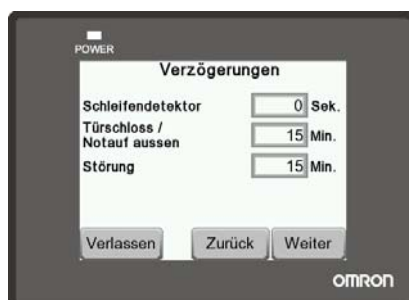 POWER
Verzögerungen
Schleifendetektor 0 Sek.
Türschloss /
Notauf aussen 15 Min.
Störung 15 Min.
Verlassen Zurück Weiter
OMRON